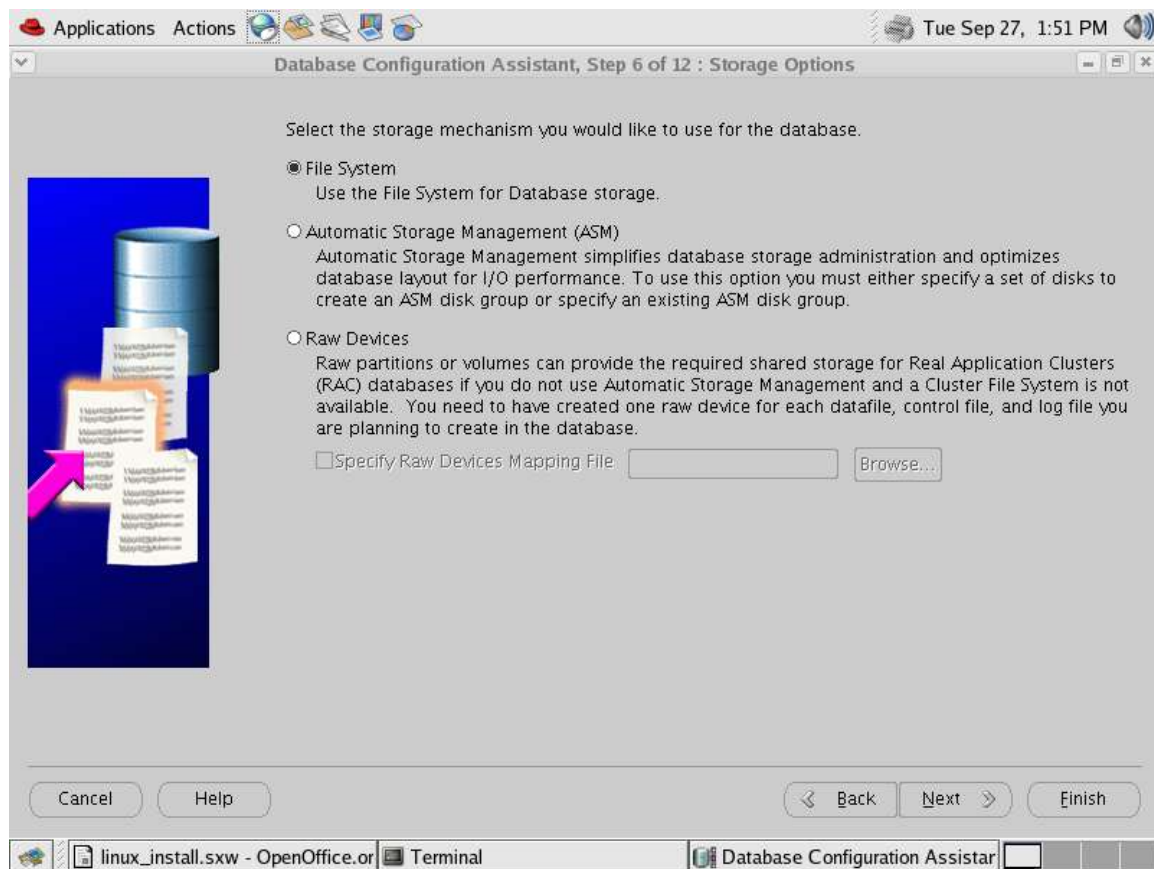 Applications Actions Tue Sep 27, 1:51 PM
Database Configuration Assistant, Step 6 of 12 : Storage Options
Select the storage mechanism you would like to use for the database.
File System
Use the File System for Database storage.
Automatic Storage Management (ASM)
Automatic Storage Management simplifies database storage administration and optimizes
database layout for I/O performance. To use this option you must either specify a set of disks to
create an ASM disk group or specify an existing ASM disk group.
Raw Devices
Raw partitions or volumes can provide the required shared storage for Real Application Clusters
(RAC) databases if you do not use Automatic Storage Management and a Cluster File System is not
available. You need to have created one raw device for each datafile, control file, and log file you
are planning to create in the database.
Specify Raw Devices Mapping File Browse...
Cancel Help Back Next Finish
linux_install.sxw - OpenOffice.or Terminal Database Configuration Assistar